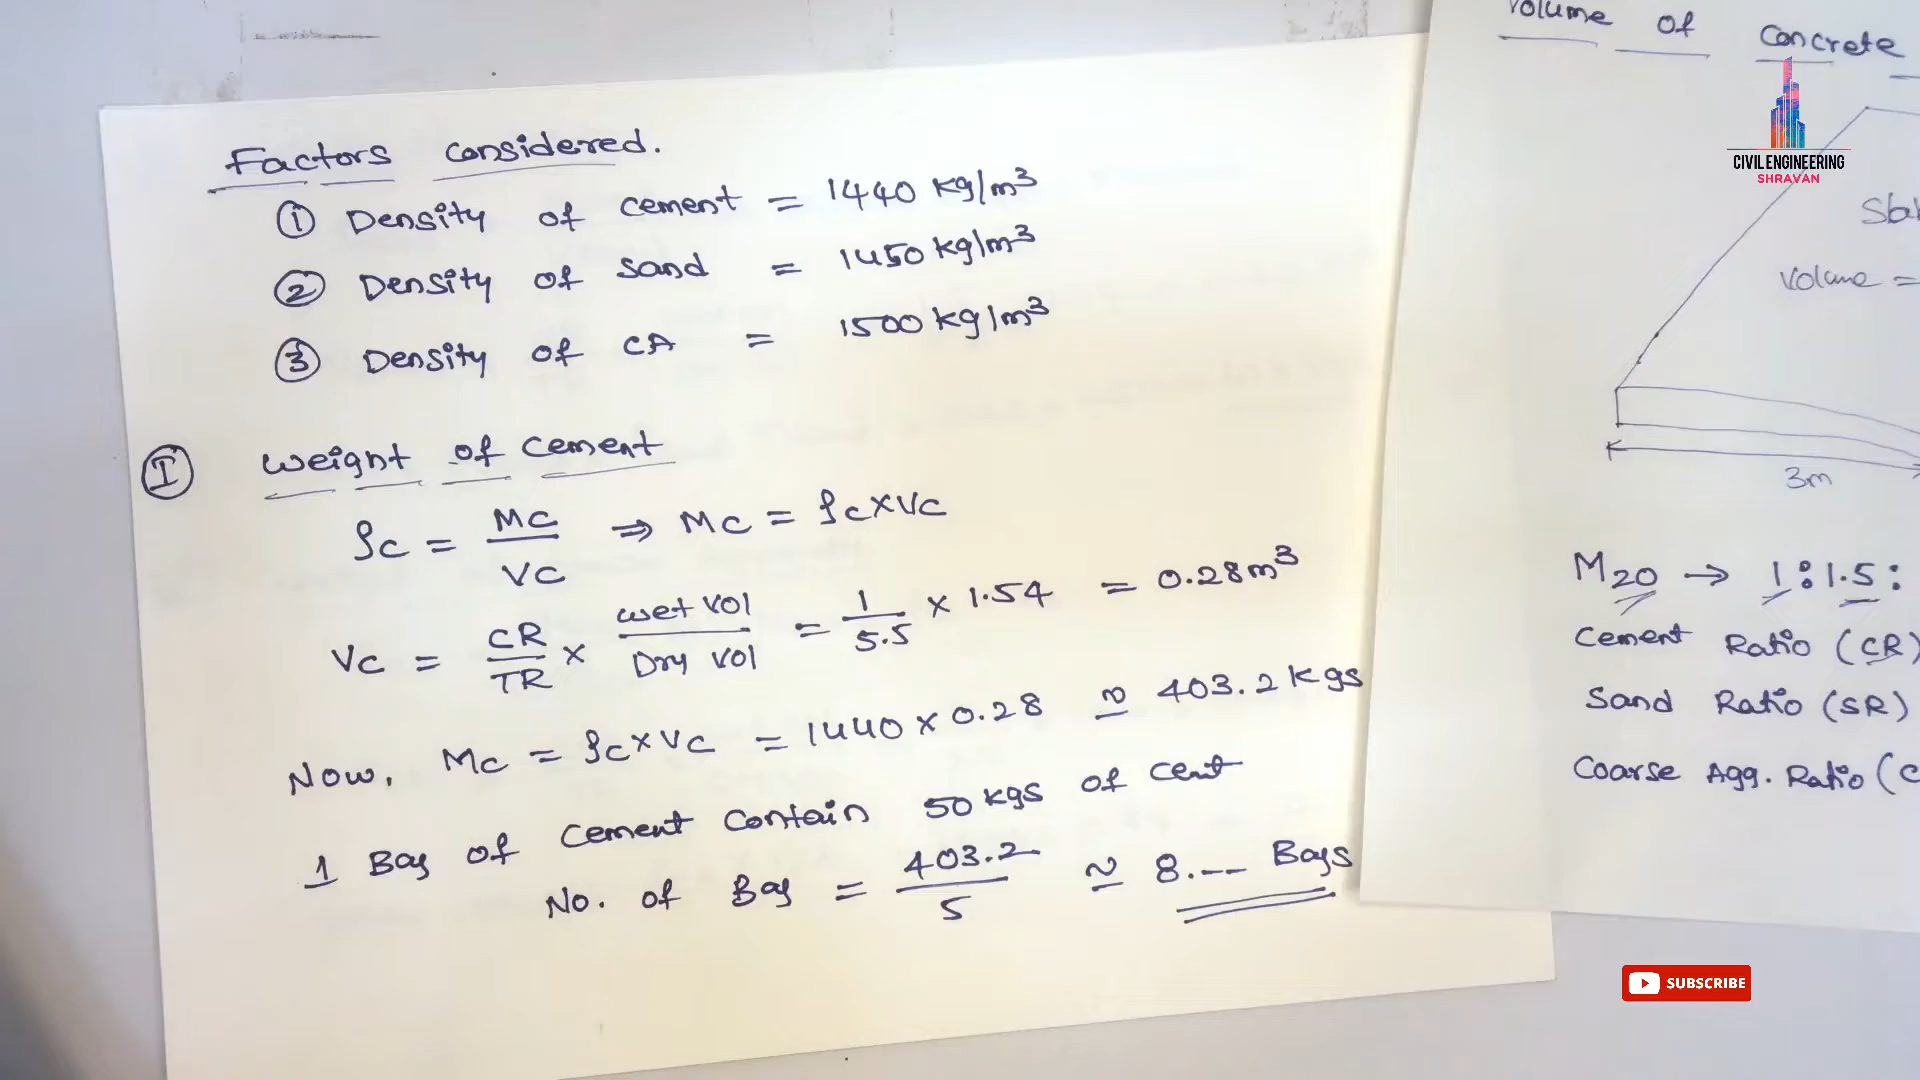 Factors considered.
① Density of cement = 1440 kg/m³
② Density of sand = 1450 kg/m³
③ Density of CA = 1500 kg/m³
Ⓘ Weight of cement
ρc = MC/VC ⇒ MC = ρc×VC
VC = CR/TR × wet vol/Dry vol = 1/5.5 × 1.54 = 0.28m³
Now, MC = ρc×VC = 1440×0.28 ≈ 403.2 kgs
1 Bag of Cement Contain 50 kgs of cent
No. of Bag = 403.2/5 ≈ 8.-- Bags
Volume of Concrete
CIVIL ENGINEERING
SHRAVAN
Volume =
3m
M20 → 1:1.5:
Cement Ratio (CR)
Sand Ratio (SR)
Coarse Agg. Ratio (C
SUBSCRIBE